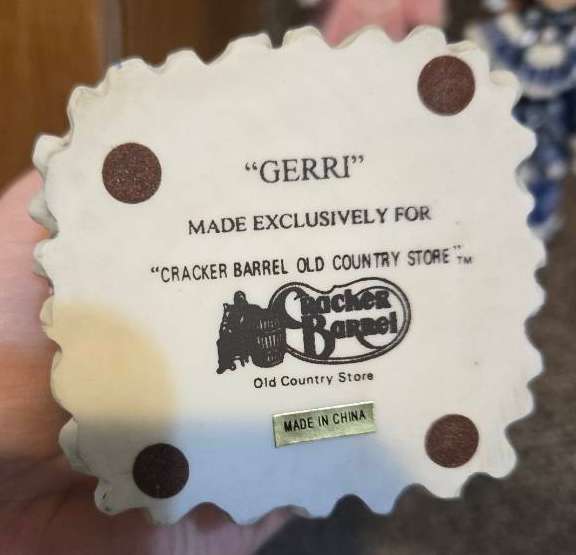 “GERRI”
MADE EXCLUSIVELY FOR
“CRACKER BARREL OLD COUNTRY STORE”TM
Cracker
Barrel
Old Country Store
MADE IN CHINA